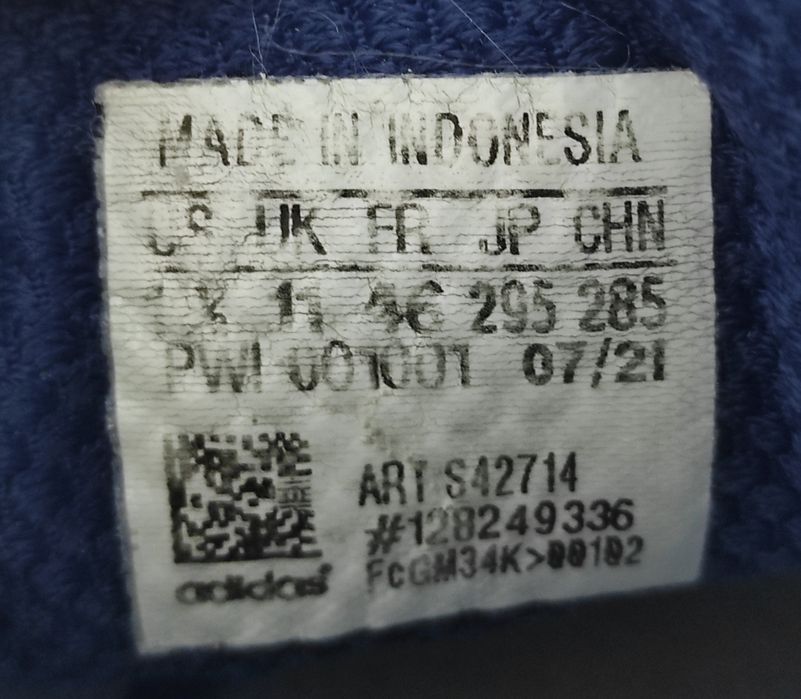 MADE IN INDONESIA
US UK FR JP CHN
11 46 295 285
PWI 001001 07/21
ART S42714
#128249336
FcGM34K>00102
adidas